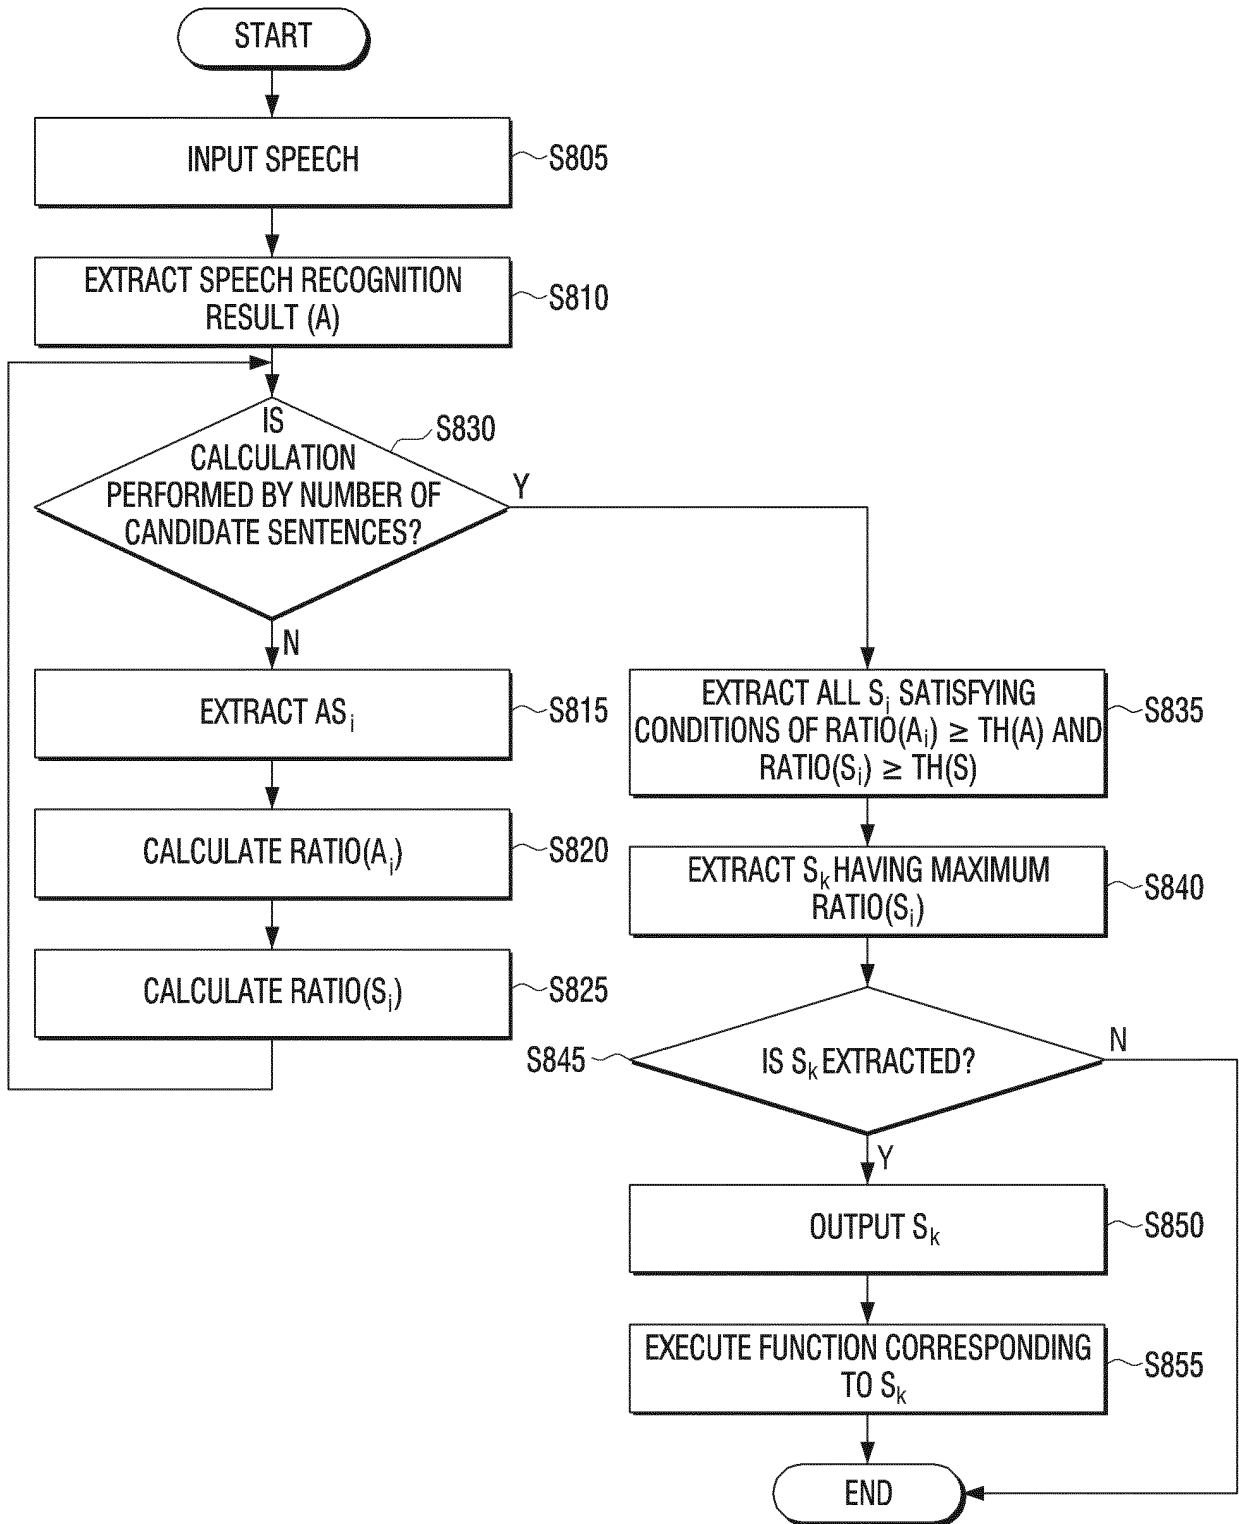 START
INPUT SPEECH
S805
EXTRACT SPEECH RECOGNITION
RESULT (A)
S810
IS
CALCULATION
PERFORMED BY NUMBER OF
CANDIDATE SENTENCES?
S830
Y
N
EXTRACT ASi
S815
CALCULATE RATIO(Ai)
S820
CALCULATE RATIO(Si)
S825
EXTRACT ALL Si SATISFYING
CONDITIONS OF RATIO(Ai) ≥ TH(A) AND
RATIO(Si) ≥ TH(S)
S835
EXTRACT Sk HAVING MAXIMUM
RATIO(Si)
S840
IS Sk EXTRACTED?
S845
N
Y
OUTPUT Sk
S850
EXECUTE FUNCTION CORRESPONDING
TO Sk
S855
END